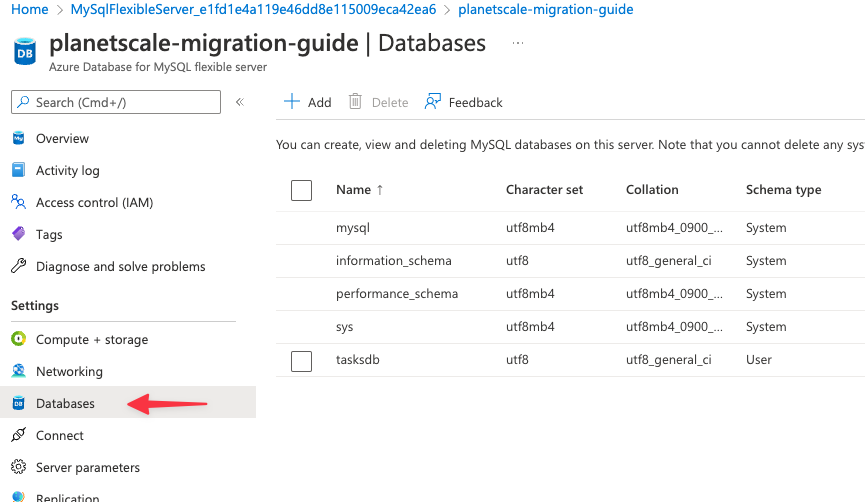 Home > MySqlFlexibleServer_e1fd1e4a119e46dd8e115009eca42ea6 > planetscale-migration-guide
DB
planetscale-migration-guide | Databases ...
Azure Database for MySQL flexible server
Search (Cmd+/) «
Add Delete Feedback
My Overview
Activity log
Access control (IAM)
Tags
Diagnose and solve problems
Settings
Compute + storage
Networking
DB Databases
Connect
Server parameters
Replication
You can create, view and deleting MySQL databases on this server. Note that you cannot delete any sys
Name ↑ Character set Collation Schema type
mysql utf8mb4 utf8mb4_0900_... System
information_schema utf8 utf8_general_ci System
performance_schema utf8mb4 utf8mb4_0900_... System
sys utf8mb4 utf8mb4_0900_... System
tasksdb utf8 utf8_general_ci User